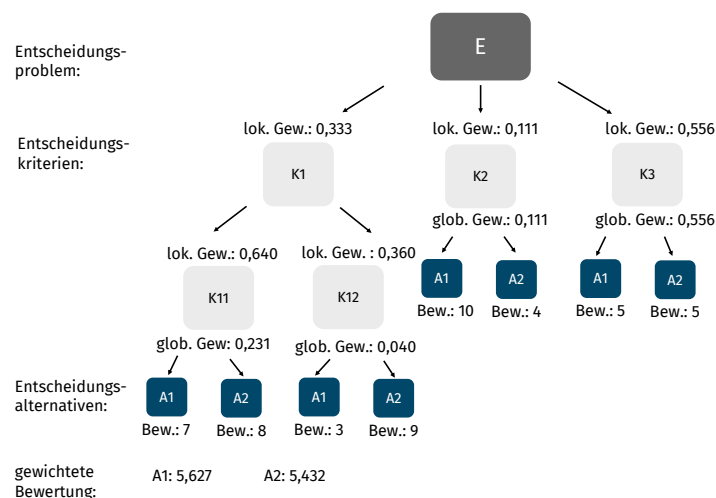 Entscheidungs-
problem:
E
Entscheidungs-
kriterien:
lok. Gew.: 0,333
lok. Gew.: 0,111
lok. Gew.: 0,556
K1
K2
K3
glob. Gew.: 0,111
glob. Gew.: 0,556
lok. Gew.: 0,640
lok. Gew. : 0,360
A1
A2
A1
A2
K11
K12
Bew.: 10
Bew.: 4
Bew.: 5
Bew.: 5
glob. Gew: 0,231
glob. Gew.: 0,040
Entscheidungs-
alternativen:
A1
A2
A1
A2
Bew.: 7
Bew.: 8
Bew.: 3
Bew.: 9
gewichtete
Bewertung:
A1: 5,627
A2: 5,432